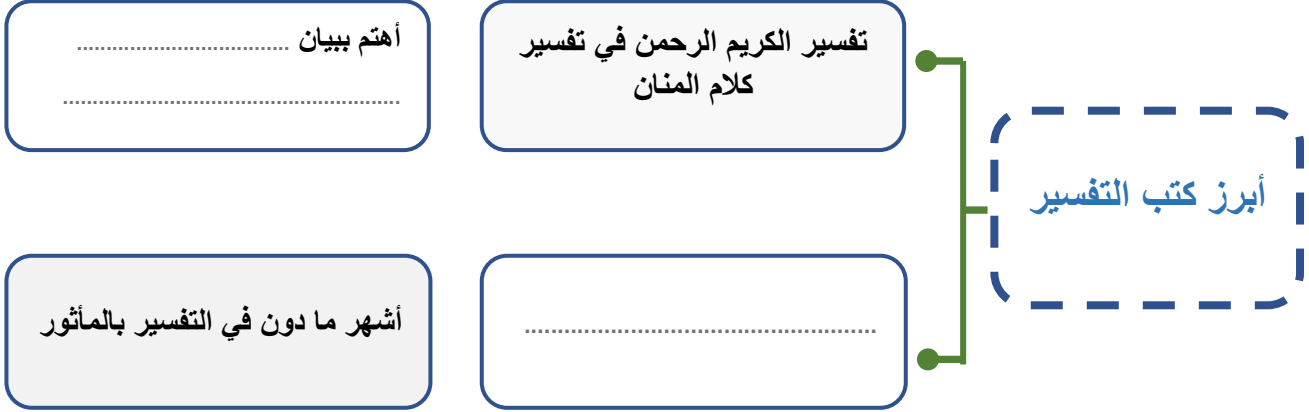 أبرز كتب التفسير
تفسير الكريم الرحمن في تفسير
كلام المنان
أهتم ببيان ....................................
.........................................................
............................................................
أشهر ما دون في التفسير بالمأثور